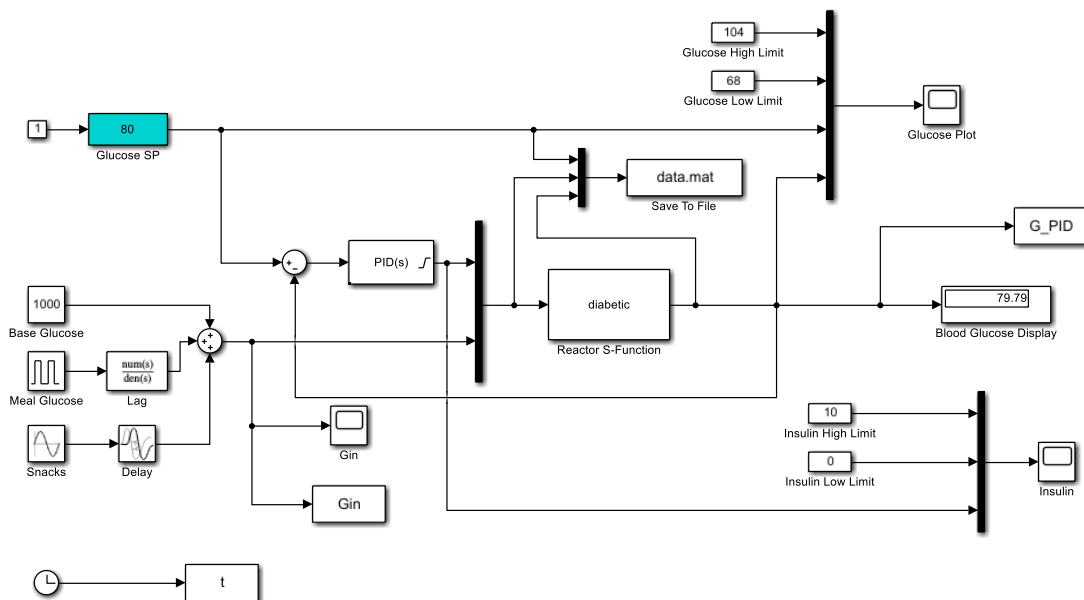 104
Glucose High Limit
68
Glucose Low Limit
Glucose Plot
1
80
Glucose SP
data.mat
Save To File
+
−
PID(s)
G_PID
diabetic
Reactor S-Function
79.79
Blood Glucose Display
1000
Base Glucose
+
+
+
Meal Glucose
num(s)
den(s)
Lag
Snacks
Delay
Gin
Gin
10
Insulin High Limit
0
Insulin Low Limit
Insulin
t